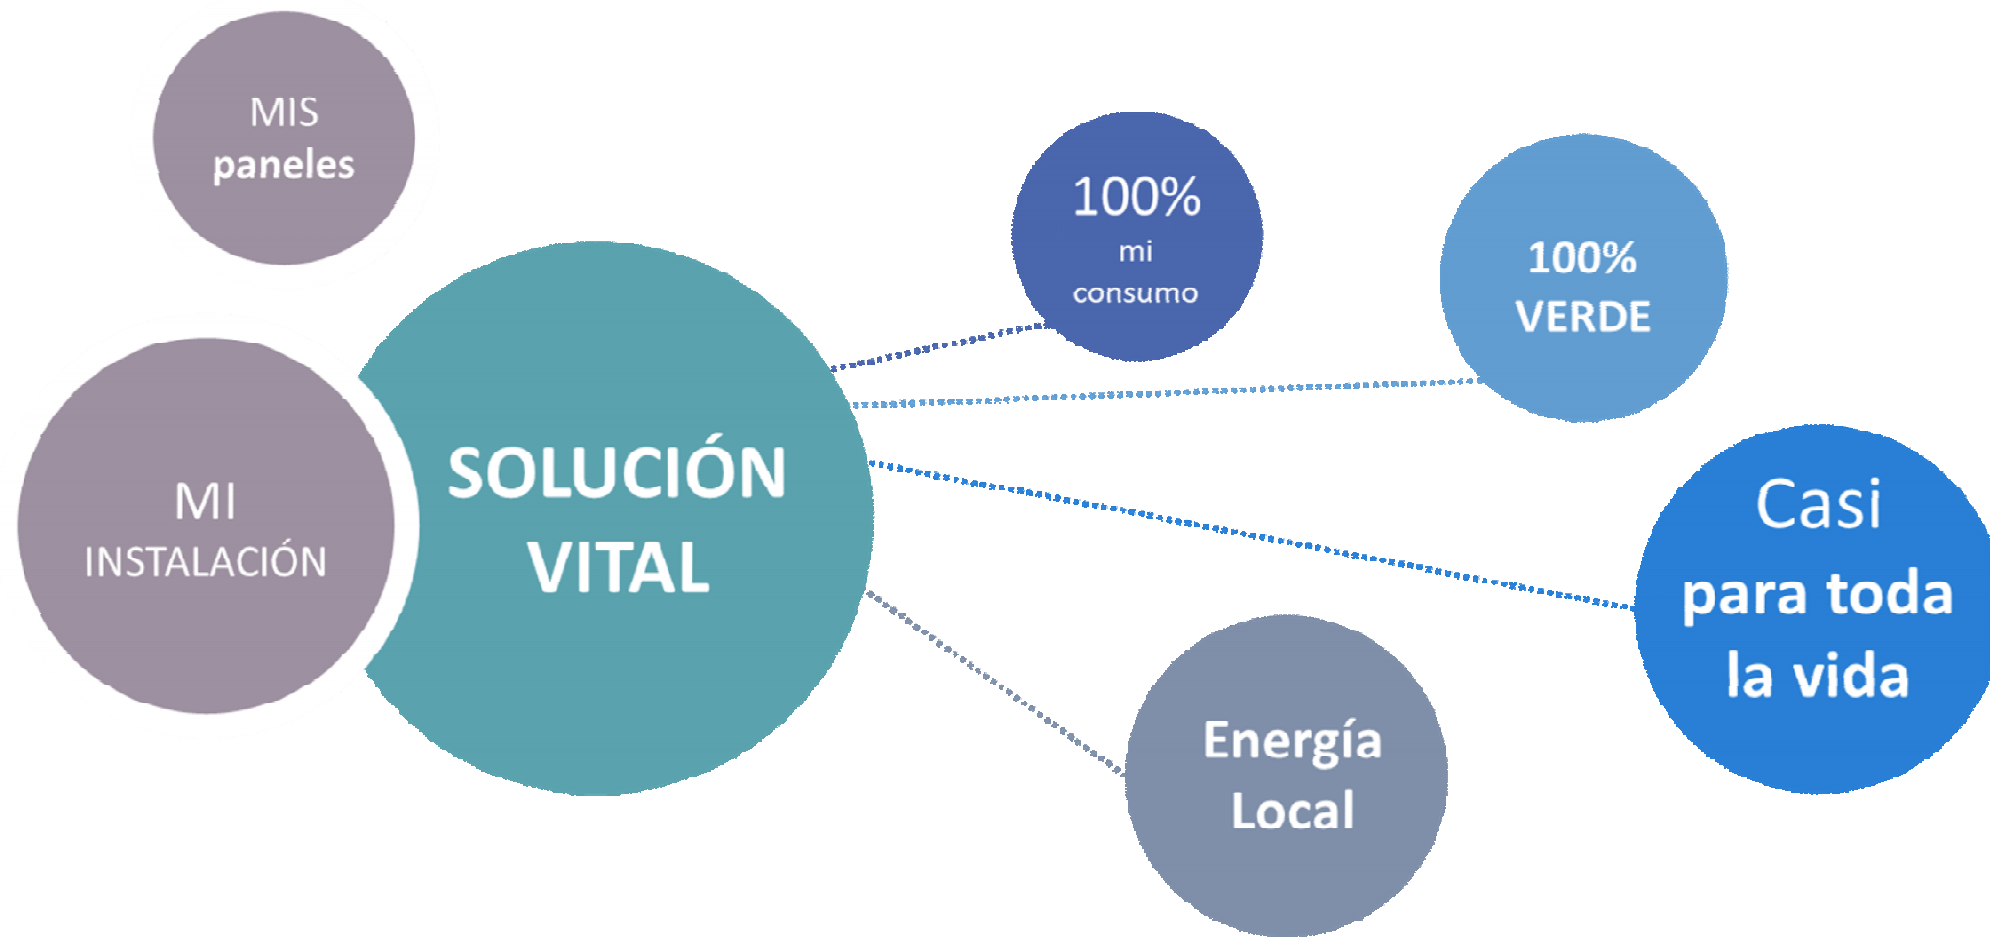 MIS
paneles
MI
INSTALACIÓN
SOLUCIÓN
VITAL
100%
mi
consumo
100%
VERDE
Casi
para toda
la vida
Energía
Local